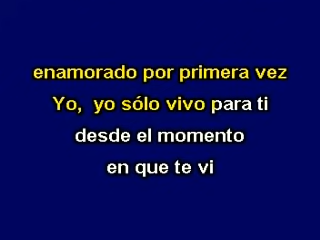 enamorado por primera vez
Yo, yo sólo vivo para ti
desde el momento
en que te vi